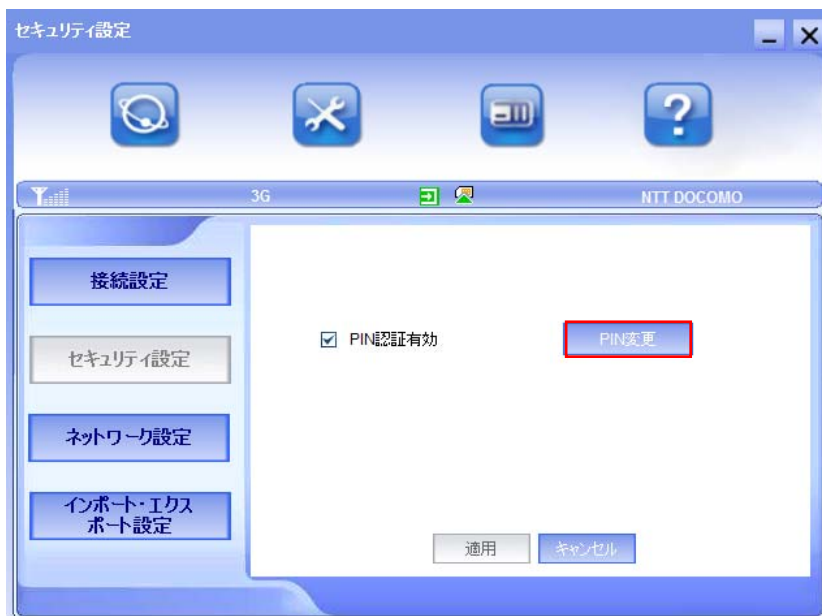 セキュリティ設定
3G
NTT DOCOMO
接続設定
セキュリティ設定
ネットワーク設定
インポート・エクス
ポート設定
PIN認証有効
PIN変更
適用
キャンセル